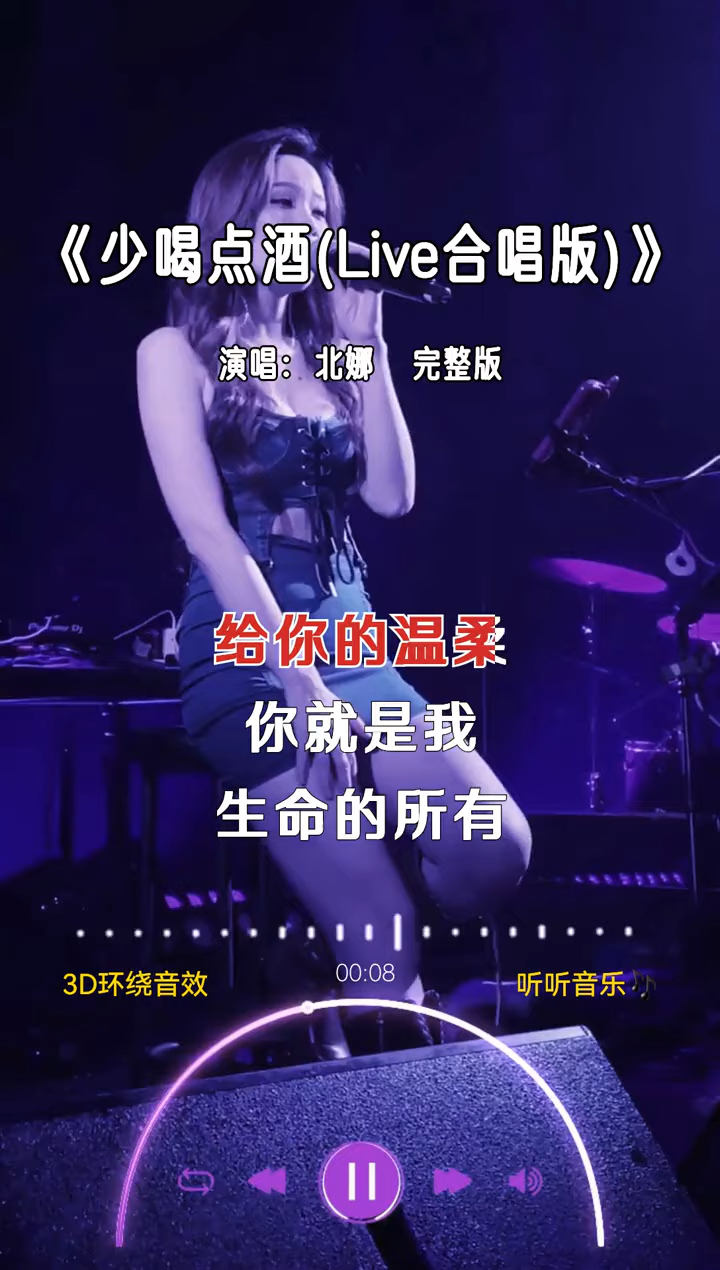 《少喝点酒(Live合唱版)》
演唱：北娜 完整版
给你的温柔
你就是我
生命的所有
00:08
3D环绕音效
听听音乐🎶